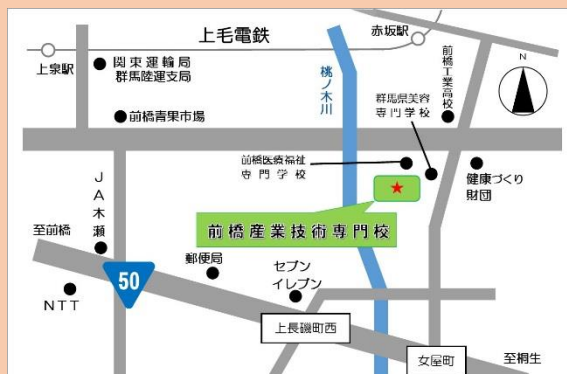 上毛電鉄
赤坂駅
上泉駅
関東運輸局
群馬陸運支局
前橋工業高校
N
桃ノ木川
群馬県美容
専門学校
前橋青果市場
前橋医療福祉
専門学校
健康づくり
財団
JA木瀬
前橋産業技術専門校
至前橋
郵便局
50
セブン
イレブン
NTT
上長磯町西
女屋町
至桐生